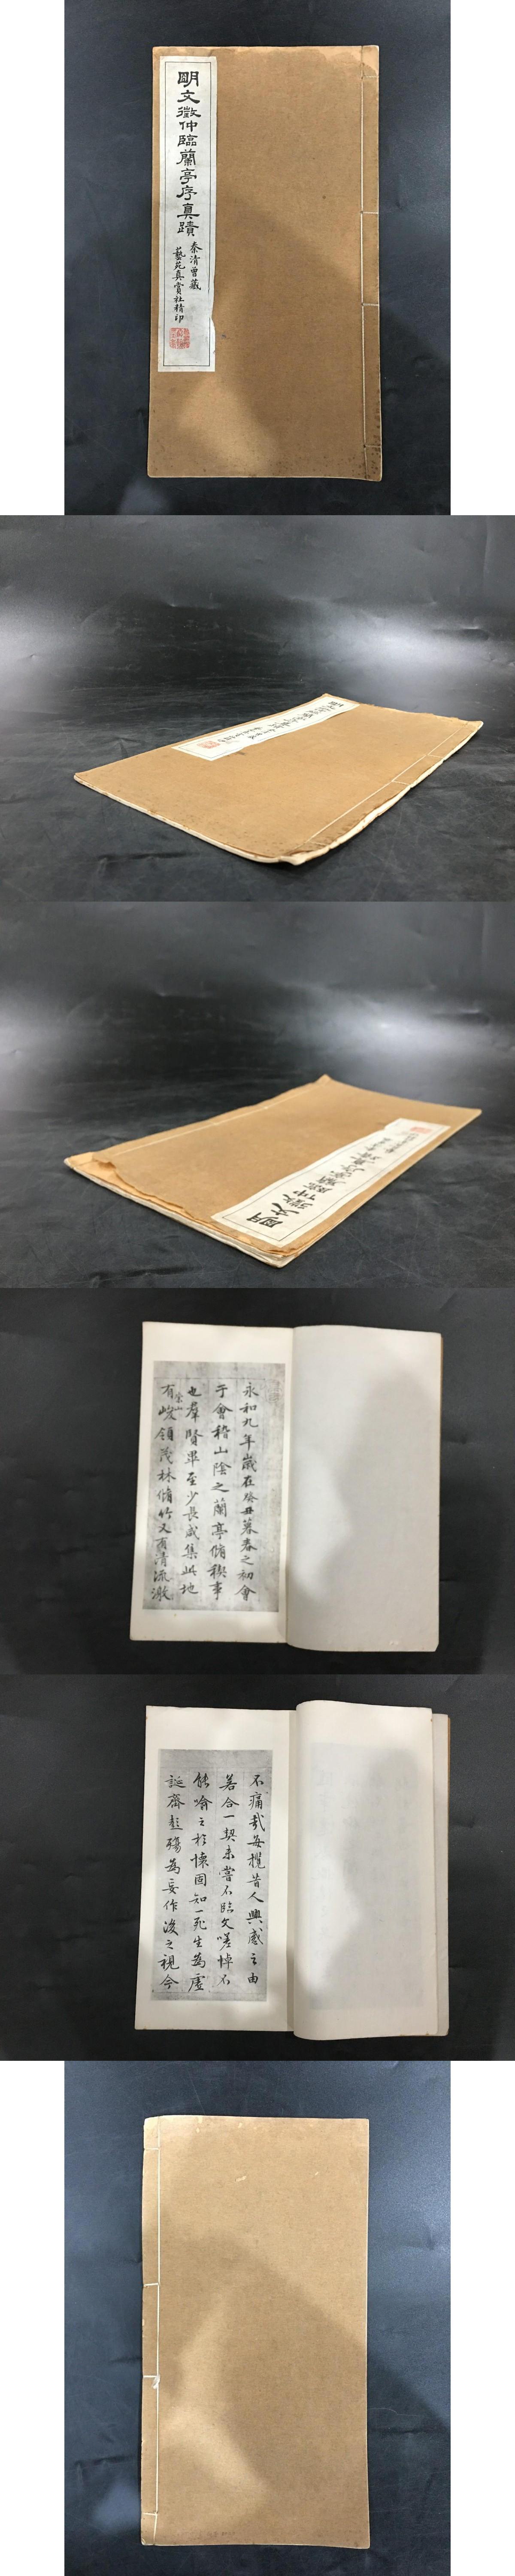 明文徵仲臨蘭亭序真蹟
秦清曾藏
藝苑真賞社精印
永和九年歲在癸丑暮春之初會
于會稽山陰之蘭亭脩稧事
也羣賢畢至少長咸集此地
有崇山峻領茂林脩竹又有清流激
不痛哉每攬昔人興感之由
若合一契未嘗不臨文嗟悼不
能喻之於懷固知一死生為虛
誕齊彭殤為妄作後之視今